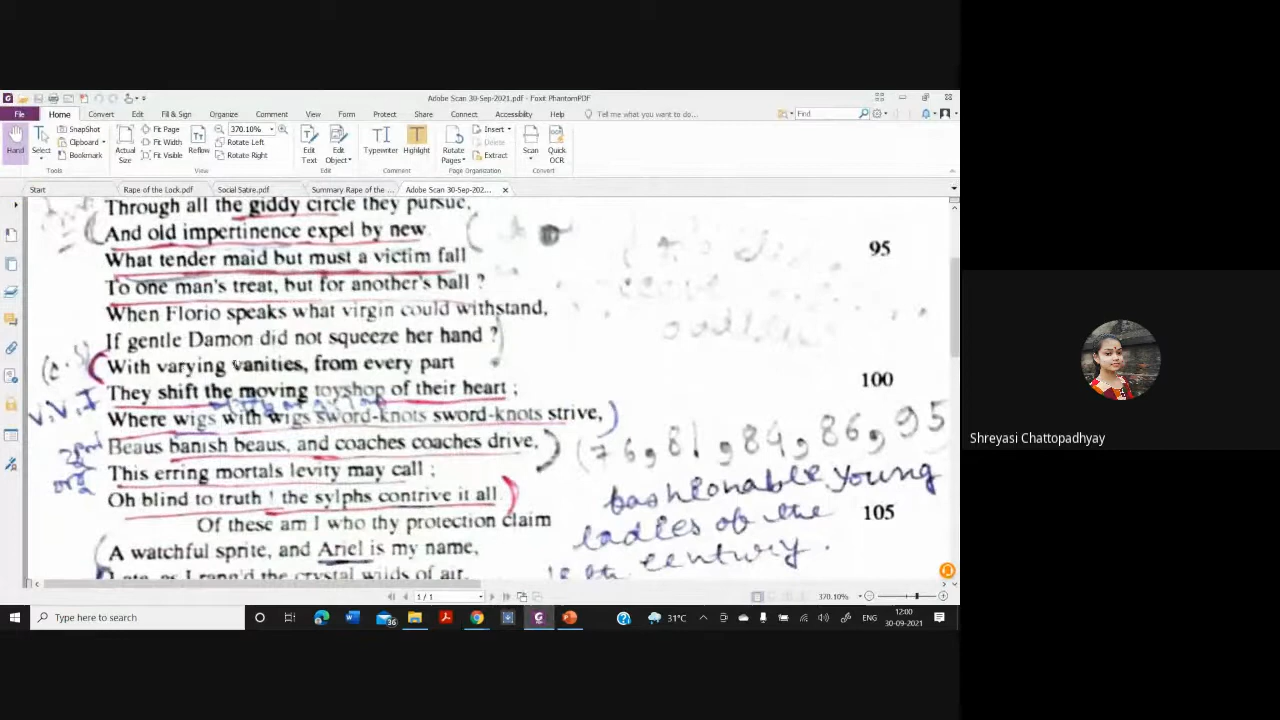 Adobe Scan 30-Sep-2021.pdf - Foxit PhantomPDF
File Home Convert Edit Organize Comment View Form Protect Share Connect Accessibility Help Tell me what you want to do... Find
SnapShot Fit Page 370.10% Insert
Clipboard Fit Width Rotate Left Delete
Bookmark Fit Visible Rotate Right Extract
Hand Select Actual Size Reflow Edit Text Edit Object Typewriter Highlight Rotate Pages Scan Quick OCR
Tools View Edit Comment Page Organization Convert
Start Rape of the Lock.pdf Social Satre.pdf Summary Rape of the ... Adobe Scan 30-Sep-202...
Through all the giddy circle they pursue,
And old impertinence expel by new.
What tender maid but must a victim fall
95
To one man's treat, but for another's ball ?
When Florio speaks what virgin could withstand,
If gentle Damon did not squeeze her hand ?
With varying vanities, from every part
They shift the moving toyshop of their heart ;
100
V.V.I
Where wigs with wigs sword-knots sword-knots strive,
Beaus banish beaus, and coaches coaches drive,
(76, 81, 84, 86, 95
This erring mortals levity may call ;
Oh blind to truth ! the sylphs contrive it all
fashionable young
Of these am I who thy protection claim
ladies of the
105
A watchful sprite, and Ariel is my name,
century.
the crystal wilds of air,
1 / 1 370.10%
Type here to search 36 31°C ENG 12:00
30-09-2021
Shreyasi Chattopadhyay